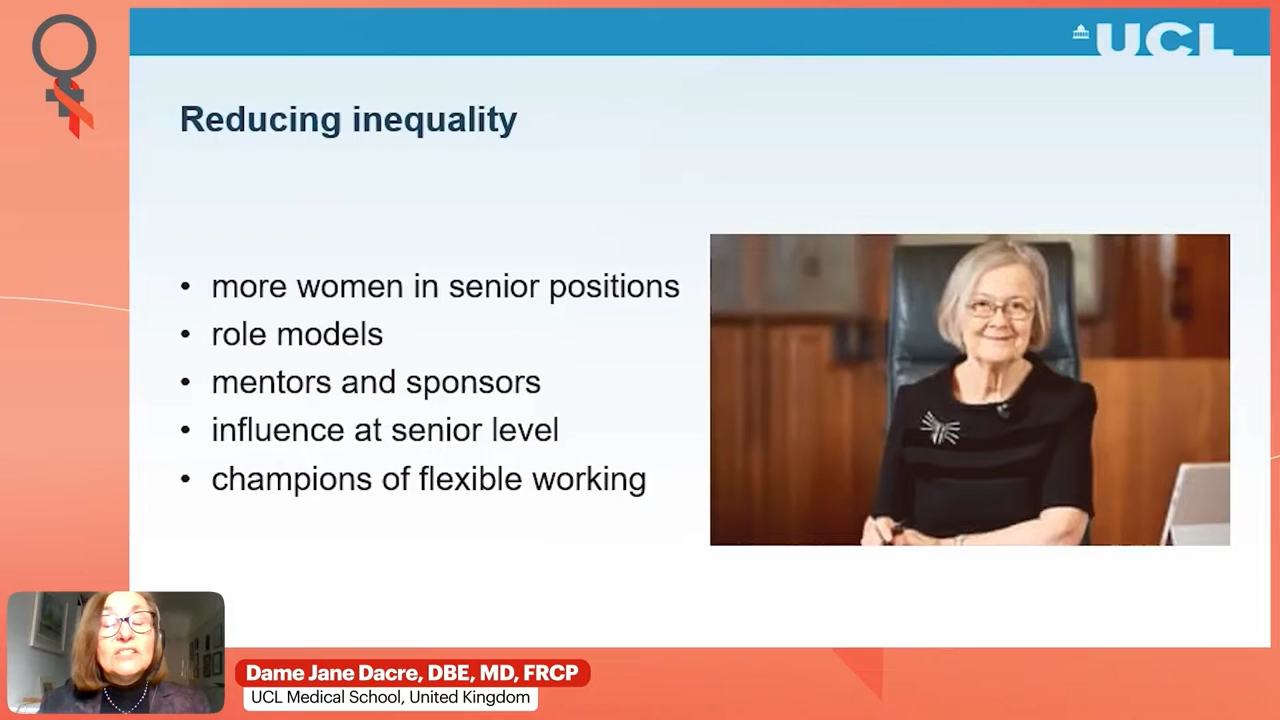 UCL
Reducing inequality
• more women in senior positions
• role models
• mentors and sponsors
• influence at senior level
• champions of flexible working
Dame Jane Dacre, DBE, MD, FRCP
UCL Medical School, United Kingdom